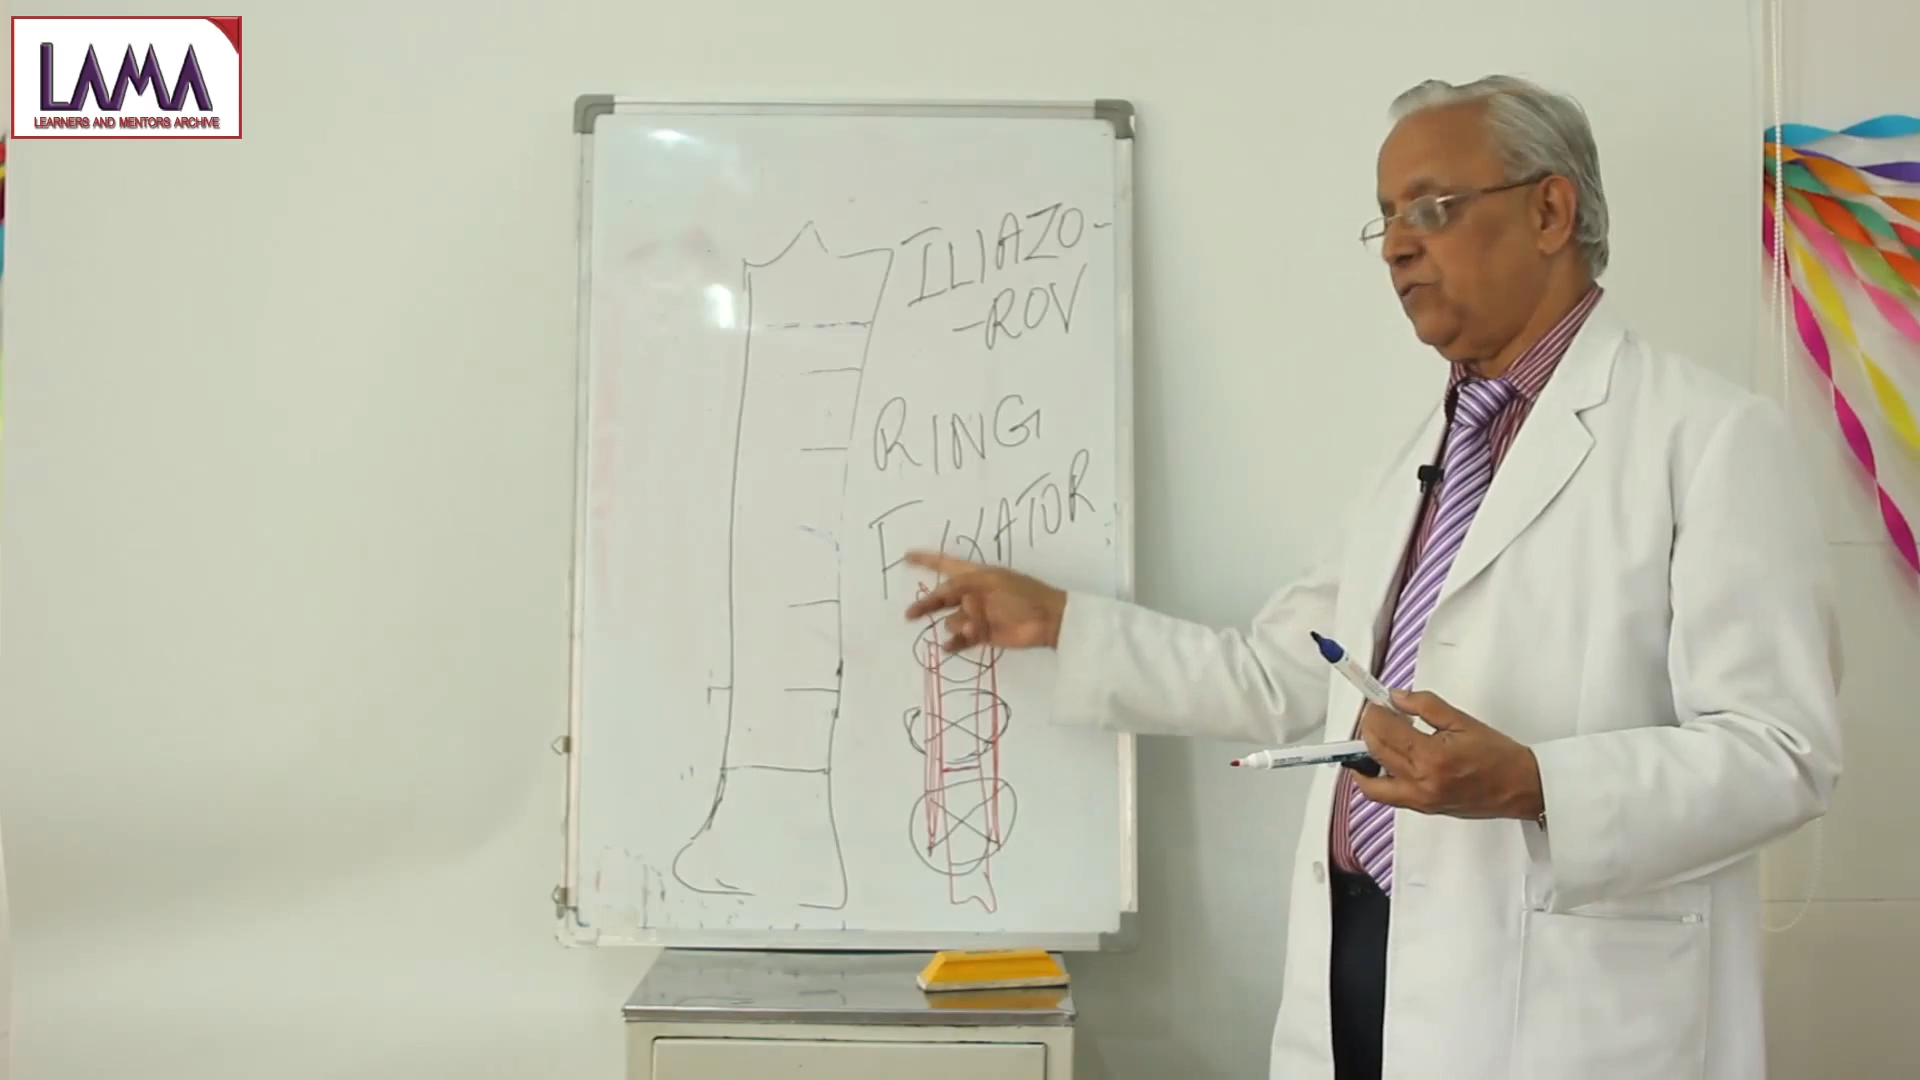 LAMA
LEARNERS AND MENTORS ARCHIVE
ILIAZO-
-ROV
RING
FIXATOR